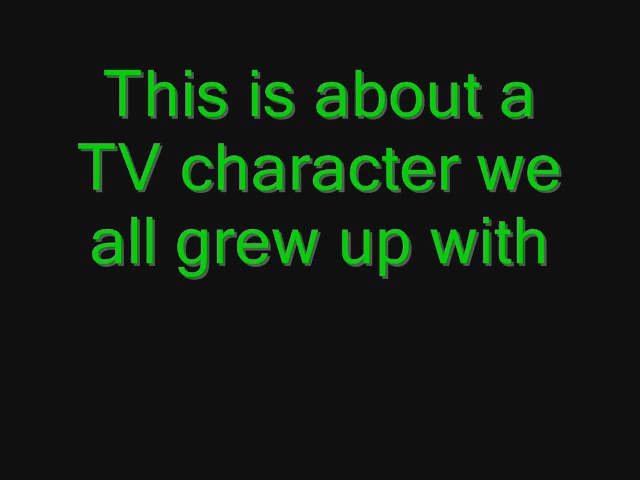 This is about a
TV character we
all grew up with